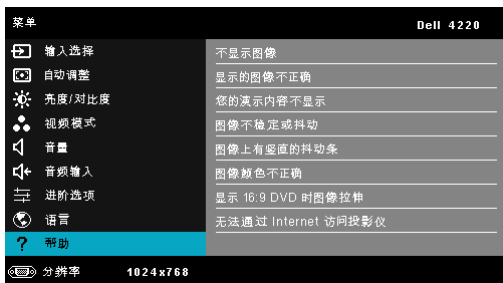 菜单
Dell 4220
输入选择
自动调整
亮度/对比度
视频模式
音量
音频输入
进阶选项
语言
帮助
不显示图像
显示的图像不正确
您的演示内容不显示
图像不稳定或抖动
图像上有竖直的抖动条
图像颜色不正确
显示 16:9 DVD 时图像拉伸
无法通过 Internet 访问投影仪
分辨率 1024x768